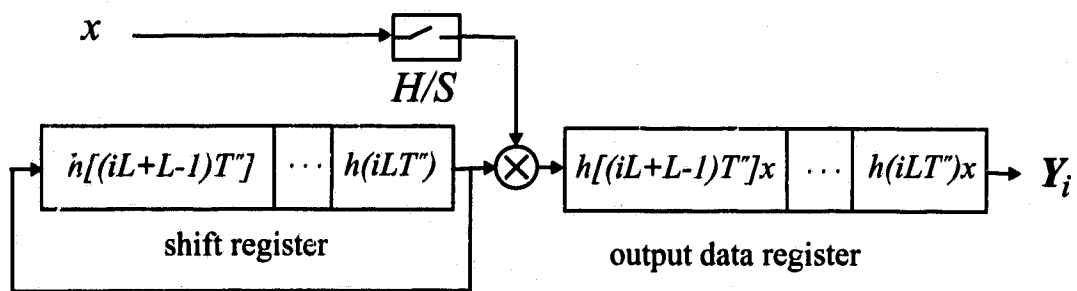 x
H/S
h[(iL+L-1)T"] ... h(iLT") h[(iL+L-1)T"]x ... h(iLT")x Y_i
shift register
output data register